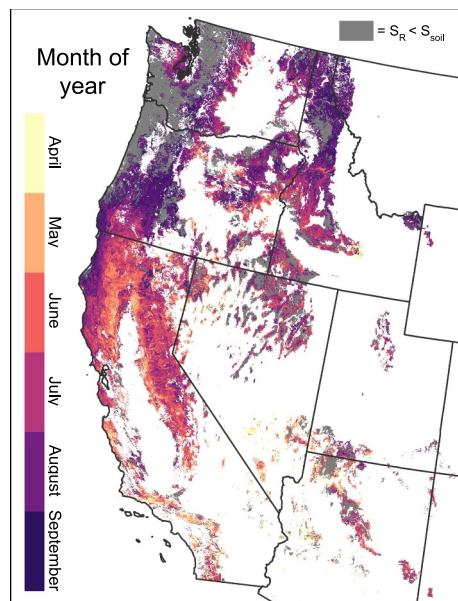 = S_R < S_soil
Month of
year
April
May
June
July
August
September